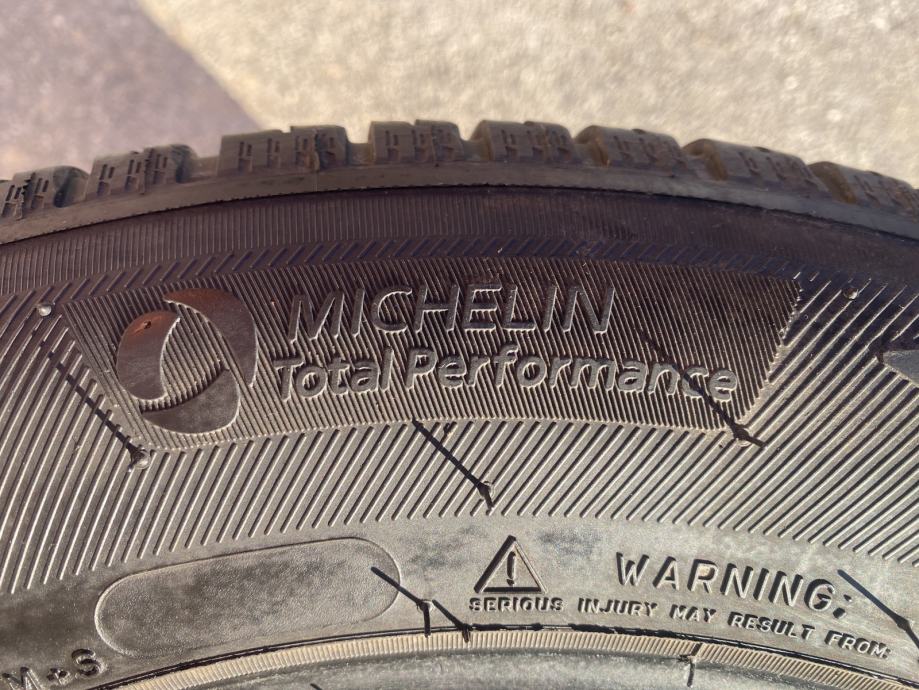 MICHELIN
Total Performance
WARNING:
SERIOUS INJURY MAY RESULT FROM:
M+S